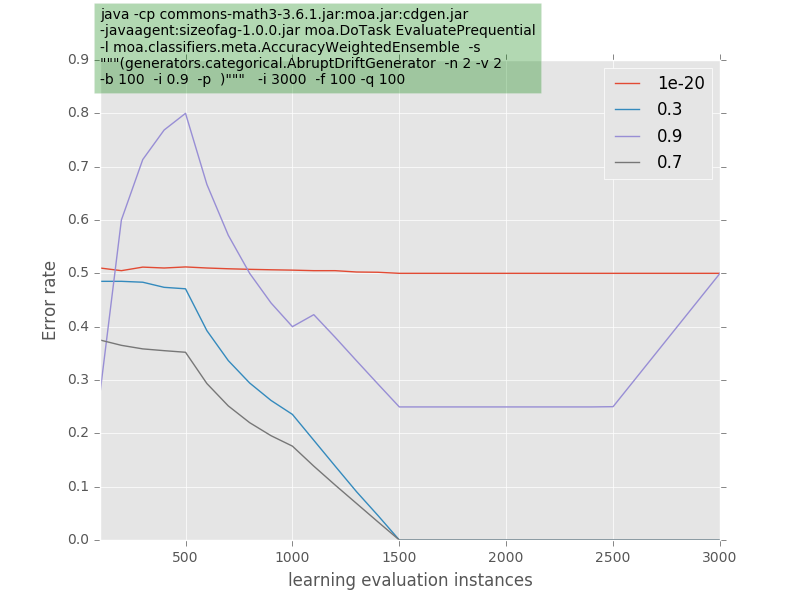 java -cp commons-math3-3.6.1.jar:moa.jar:cdgen.jar
-javaagent:sizeofag-1.0.0.jar moa.DoTask EvaluatePrequential
-l moa.classifiers.meta.AccuracyWeightedEnsemble  -s
"""(generators.categorical.AbruptDriftGenerator  -n 2 -v 2
-b 100  -i 0.9  -p  )"""   -i 3000  -f 100 -q 100
1e-20
0.3
0.9
0.7
Error rate
0.9
0.8
0.7
0.6
0.5
0.4
0.3
0.2
0.1
0.0
500 1000 1500 2000 2500 3000
learning evaluation instances